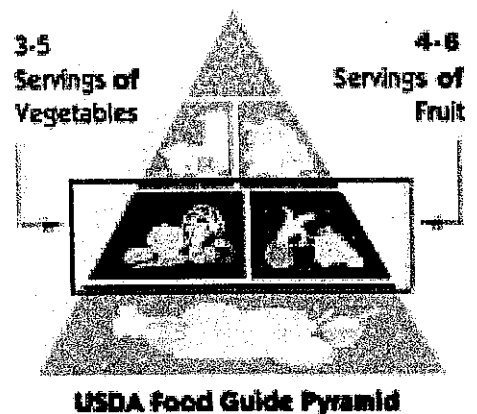 3-5
Servings of
Vegetables
4-6
Servings of
Fruit
USDA Food Guide Pyramid